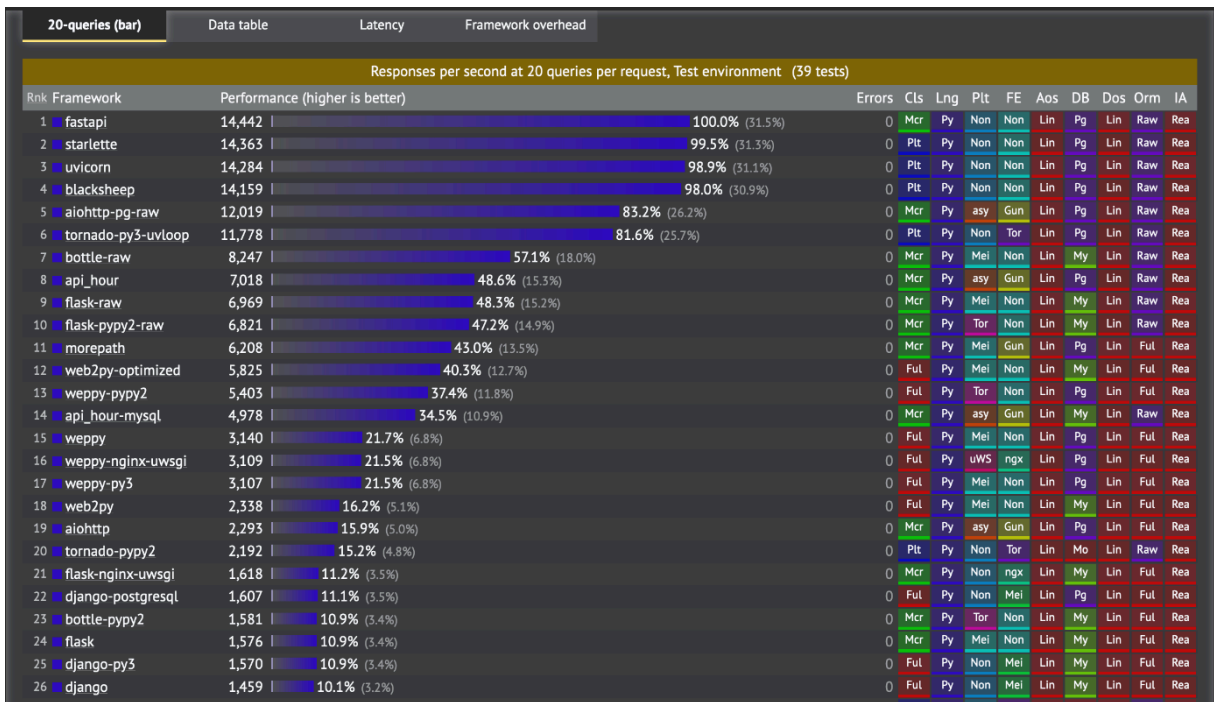 20-queries (bar) Data table Latency Framework overhead
Responses per second at 20 queries per request, Test environment (39 tests)
Rnk Framework Performance (higher is better) Errors Cls Lng Plt FE Aos DB Dos Orm IA
1 fastapi 14,442 100.0% (31.5%) 0 Mcr Py Non Non Lin Pg Lin Raw Rea
2 starlette 14,363 99.5% (31.3%) 0 Plt Py Non Non Lin Pg Lin Raw Rea
3 uvicorn 14,284 98.9% (31.1%) 0 Plt Py Non Non Lin Pg Lin Raw Rea
4 blacksheep 14,159 98.0% (30.9%) 0 Plt Py Non Non Lin Pg Lin Raw Rea
5 aiohttp-pg-raw 12,019 83.2% (26.2%) 0 Mcr Py asy Gun Lin Pg Lin Raw Rea
6 tornado-py3-uvloop 11,778 81.6% (25.7%) 0 Plt Py Non Tor Lin Pg Lin Raw Rea
7 bottle-raw 8,247 57.1% (18.0%) 0 Mcr Py Mei Non Lin My Lin Raw Rea
8 api_hour 7,018 48.6% (15.3%) 0 Mcr Py asy Gun Lin Pg Lin Raw Rea
9 flask-raw 6,969 48.3% (15.2%) 0 Mcr Py Mei Non Lin My Lin Raw Rea
10 flask-pypy2-raw 6,821 47.2% (14.9%) 0 Mcr Py Tor Non Lin My Lin Raw Rea
11 morepath 6,208 43.0% (13.5%) 0 Mcr Py Mei Gun Lin Pg Lin Ful Rea
12 web2py-optimized 5,825 40.3% (12.7%) 0 Ful Py Mei Non Lin My Lin Ful Rea
13 weppy-pypy2 5,403 37.4% (11.8%) 0 Ful Py Tor Non Lin Pg Lin Ful Rea
14 api_hour-mysql 4,978 34.5% (10.9%) 0 Mcr Py asy Gun Lin My Lin Raw Rea
15 weppy 3,140 21.7% (6.8%) 0 Ful Py Mei Non Lin Pg Lin Ful Rea
16 weppy-nginx-uwsgi 3,109 21.5% (6.8%) 0 Ful Py uWS ngx Lin Pg Lin Ful Rea
17 weppy-py3 3,107 21.5% (6.8%) 0 Ful Py Mei Non Lin Pg Lin Ful Rea
18 web2py 2,338 16.2% (5.1%) 0 Ful Py Mei Non Lin My Lin Ful Rea
19 aiohttp 2,293 15.9% (5.0%) 0 Mcr Py asy Gun Lin Pg Lin Ful Rea
20 tornado-pypy2 2,192 15.2% (4.8%) 0 Plt Py Non Tor Lin Mo Lin Raw Rea
21 flask-nginx-uwsgi 1,618 11.2% (3.5%) 0 Mcr Py Non ngx Lin My Lin Ful Rea
22 django-postgresql 1,607 11.1% (3.5%) 0 Ful Py Non Mei Lin Pg Lin Ful Rea
23 bottle-pypy2 1,581 10.9% (3.4%) 0 Mcr Py Tor Non Lin My Lin Ful Rea
24 flask 1,576 10.9% (3.4%) 0 Mcr Py Mei Non Lin My Lin Ful Rea
25 django-py3 1,570 10.9% (3.4%) 0 Ful Py Non Mei Lin My Lin Ful Rea
26 django 1,459 10.1% (3.2%) 0 Ful Py Non Mei Lin My Lin Ful Rea